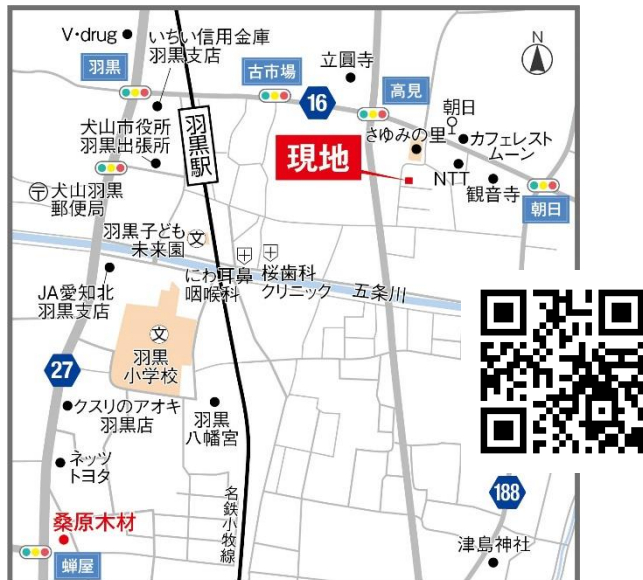 V・drug
いちい信用金庫
羽黒支店
立圓寺
N
羽黒
古市場
高見
16
朝日
さゆみの里
カフェレスト
ムーン
犬山市役所
羽黒出張所
羽黒駅
現地
NTT
観音寺
朝日
〒犬山羽黒
郵便局
羽黒子ども
未来園
文
にわ耳鼻
咽喉科
桜歯科
クリニック
五条川
JA愛知北
羽黒支店
文
羽黒
小学校
27
クスリのアオキ
羽黒店
羽黒
八幡宮
ネッツ
トヨタ
名鉄小牧線
188
桑原木材
蝉屋
津島神社